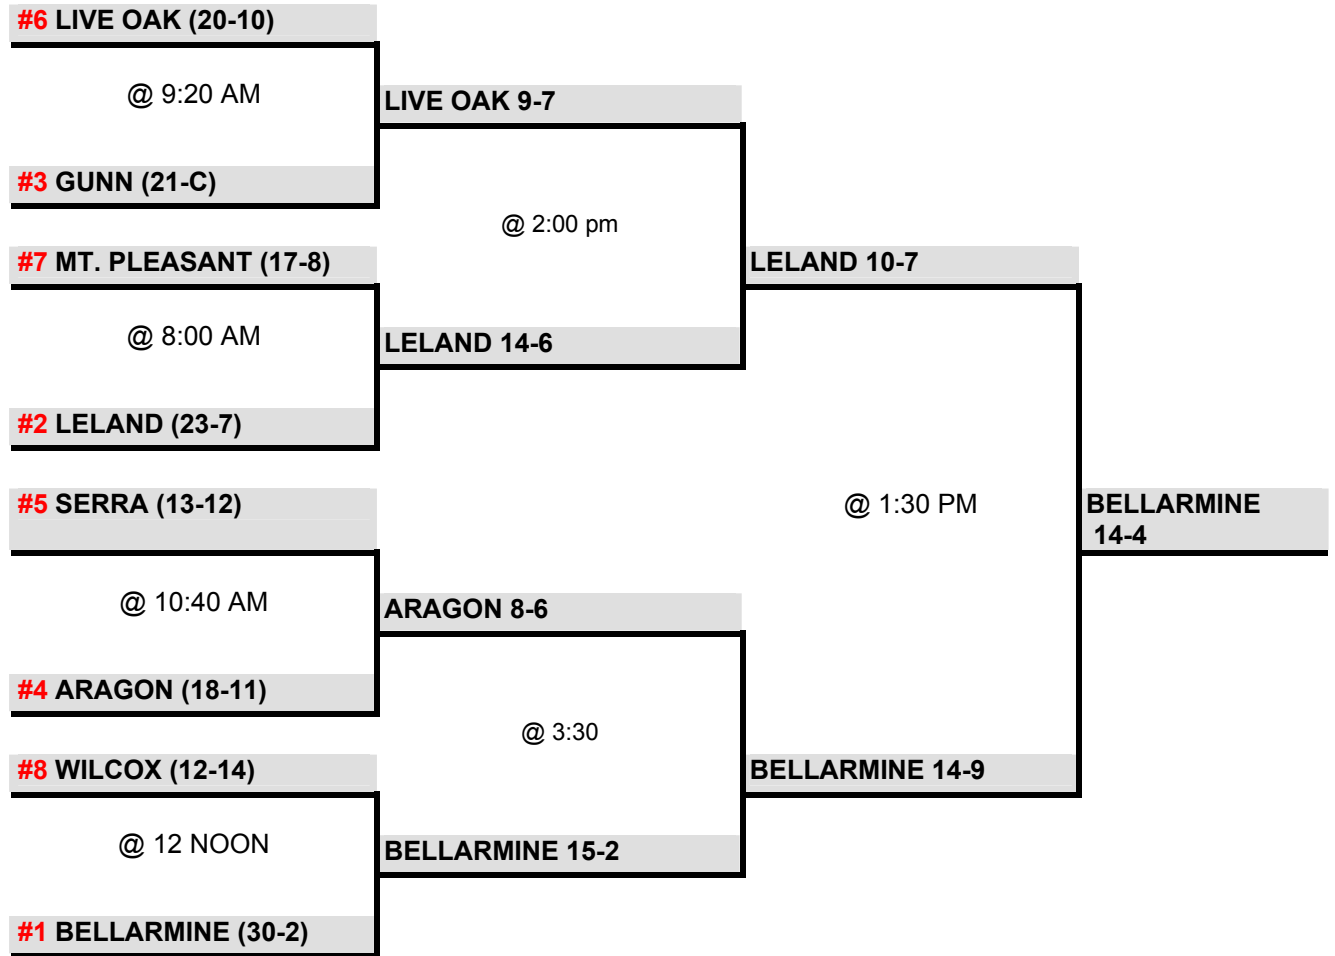 #6 LIVE OAK (20-10)
@ 9:20 AM
LIVE OAK 9-7
#3 GUNN (21-C)
@ 2:00 pm
#7 MT. PLEASANT (17-8)
LELAND 10-7
@ 8:00 AM
LELAND 14-6
#2 LELAND (23-7)
#5 SERRA (13-12)
@ 1:30 PM
BELLARMINE
14-4
@ 10:40 AM
ARAGON 8-6
#4 ARAGON (18-11)
@ 3:30
#8 WILCOX (12-14)
BELLARMINE 14-9
@ 12 NOON
BELLARMINE 15-2
#1 BELLARMINE (30-2)